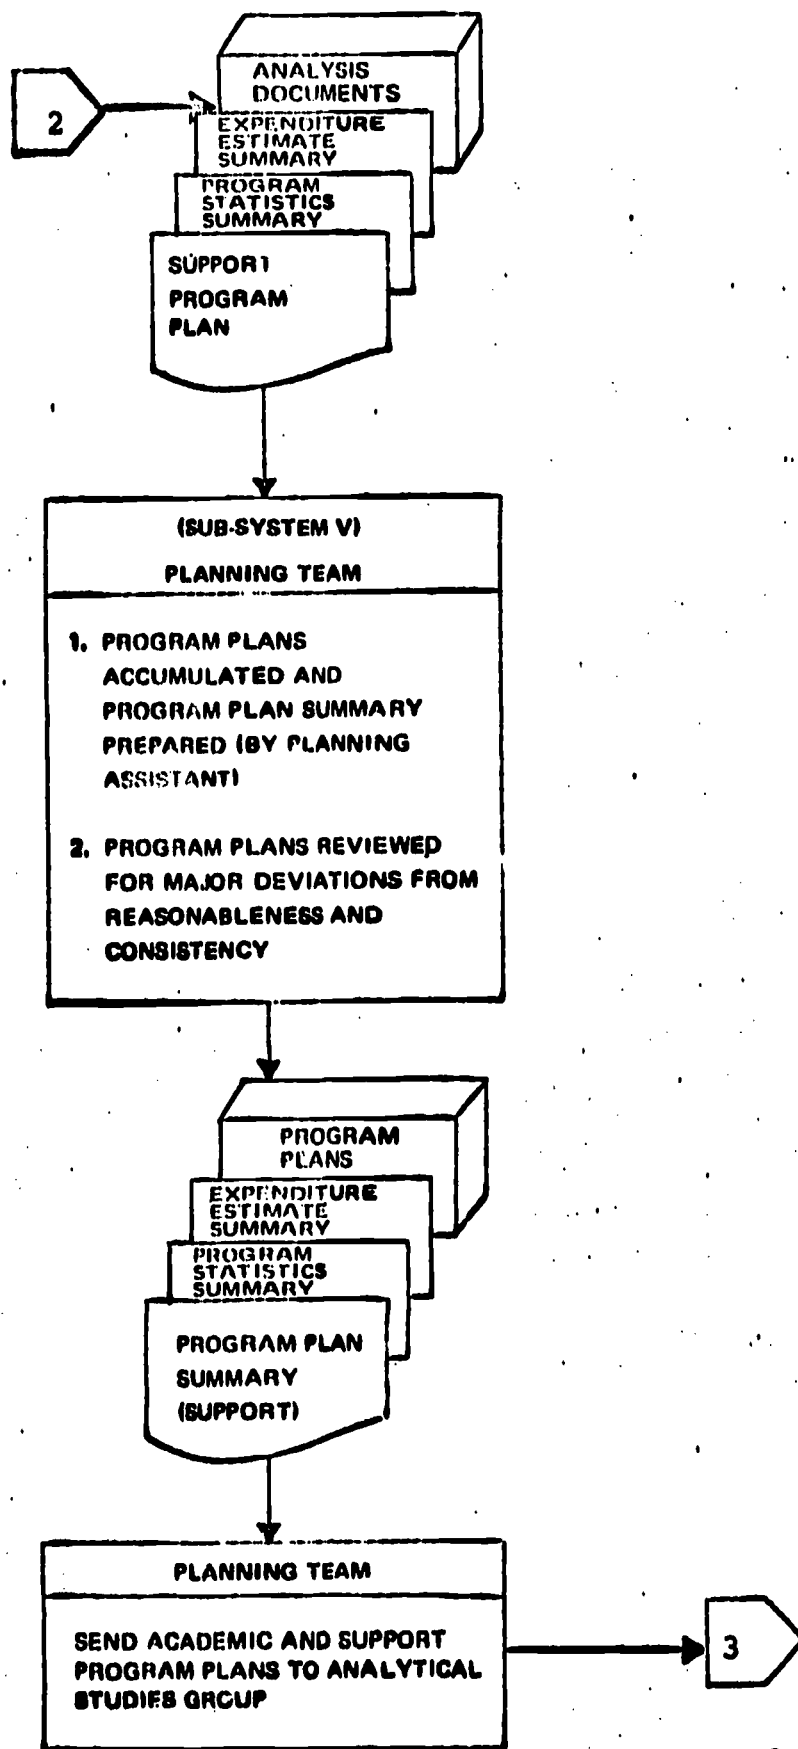 2
ANALYSIS
DOCUMENTS
EXPENDITURE
ESTIMATE
SUMMARY
PROGRAM
STATISTICS
SUMMARY
SUPPORT
PROGRAM
PLAN
(SUB-SYSTEM V)
PLANNING TEAM
1. PROGRAM PLANS
ACCUMULATED AND
PROGRAM PLAN SUMMARY
PREPARED (BY PLANNING
ASSISTANT)
2. PROGRAM PLANS REVIEWED
FOR MAJOR DEVIATIONS FROM
REASONABLENESS AND
CONSISTENCY
PROGRAM
PLANS
EXPENDITURE
ESTIMATE
SUMMARY
PROGRAM
STATISTICS
SUMMARY
PROGRAM PLAN
SUMMARY
(SUPPORT)
PLANNING TEAM
SEND ACADEMIC AND SUPPORT
PROGRAM PLANS TO ANALYTICAL
STUDIES GROUP
3